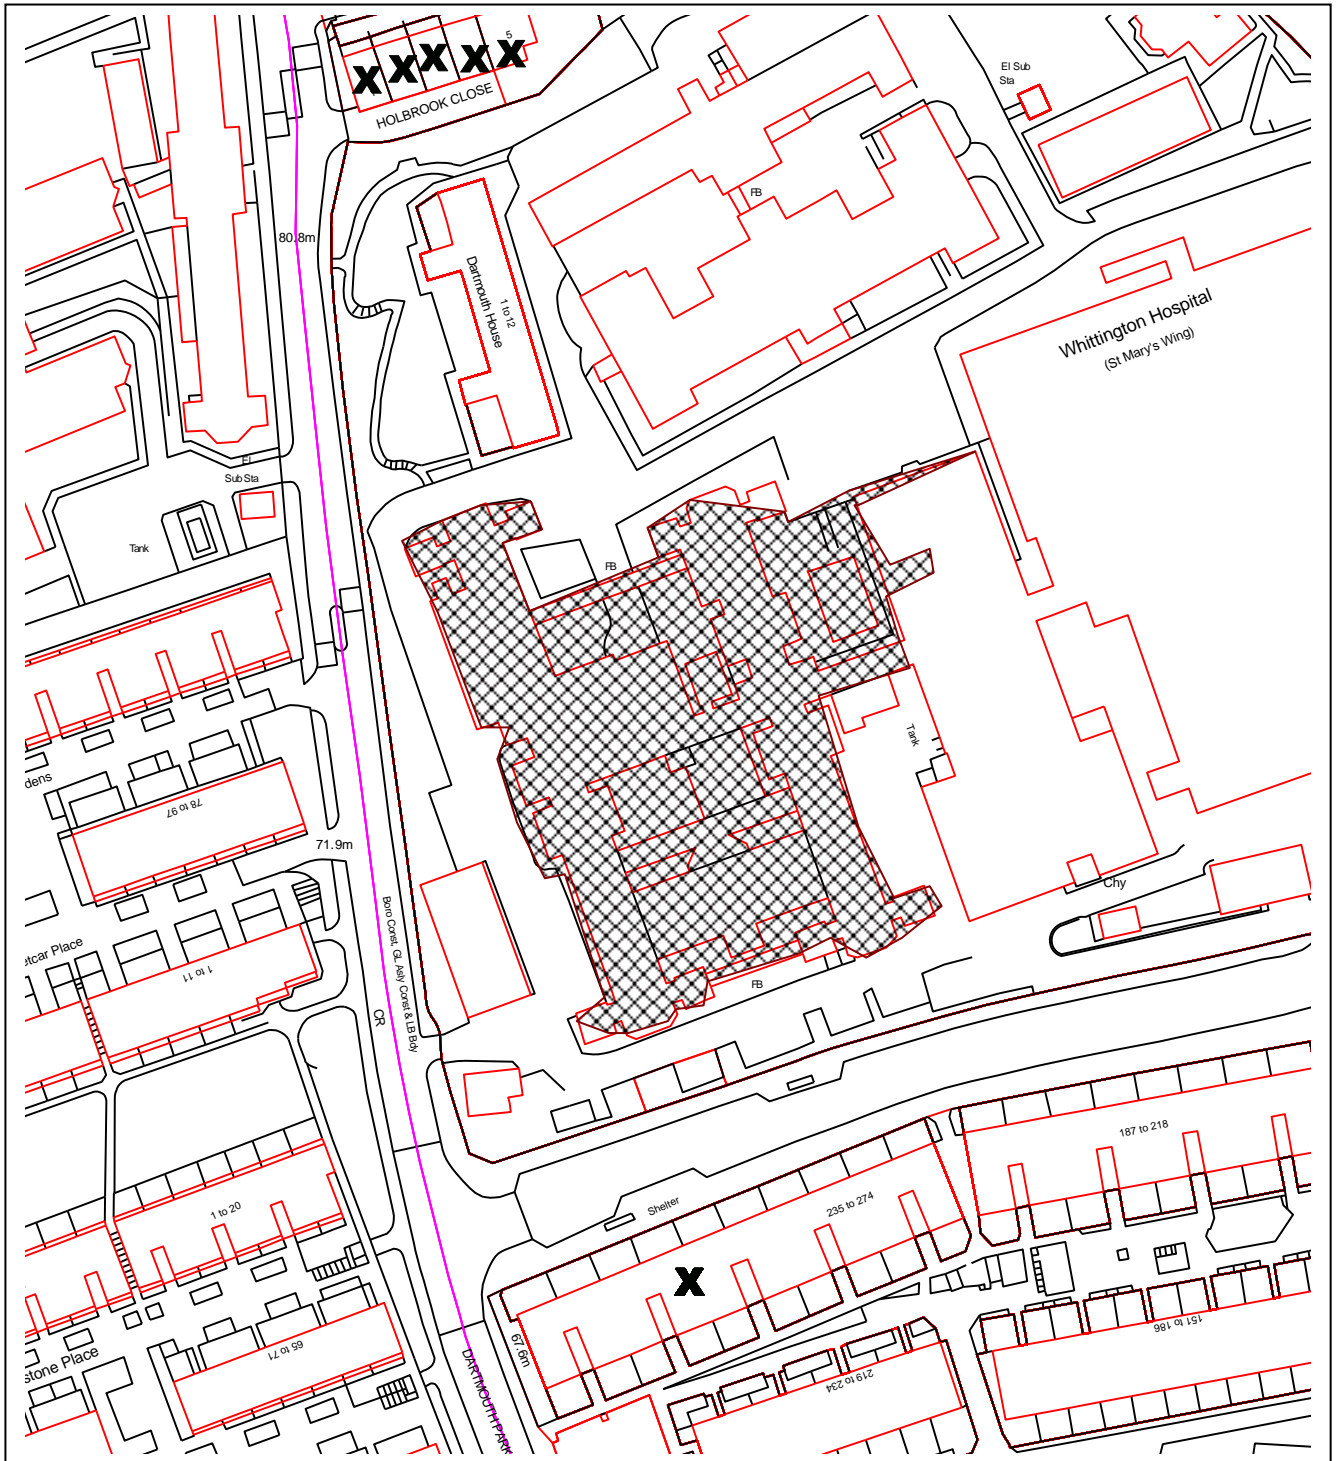 5
X X X X X
HOLBROOK CLOSE
El Sub
Sta
FB
80.8m
Dartmouth House
1 to 12
Whittington Hospital
(St Mary's Wing)
El
Sub Sta
Tank
FB
Tank
dens
78 to 97
71.9m
Chy
etcar Place
1 to 11
Boro Const, GL Asly Const & LB Bdy
CR
FB
187 to 218
1 to 20
Shelter
235 to 274
X
67.6m
65 to 71
151 to 186
stone Place
219 to 234
DARTMOUTH PARK